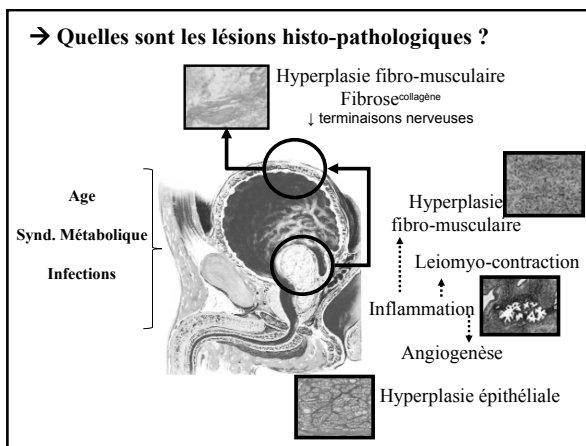 → Quelles sont les lésions histo-pathologiques ?
Hyperplasie fibro-musculaire
Fibrose collagène
↓ terminaisons nerveuses
Age
Synd. Métabolique
Infections
Hyperplasie
fibro-musculaire
Leiomyo-contraction
Inflammation
Angiogenèse
Hyperplasie épithéliale